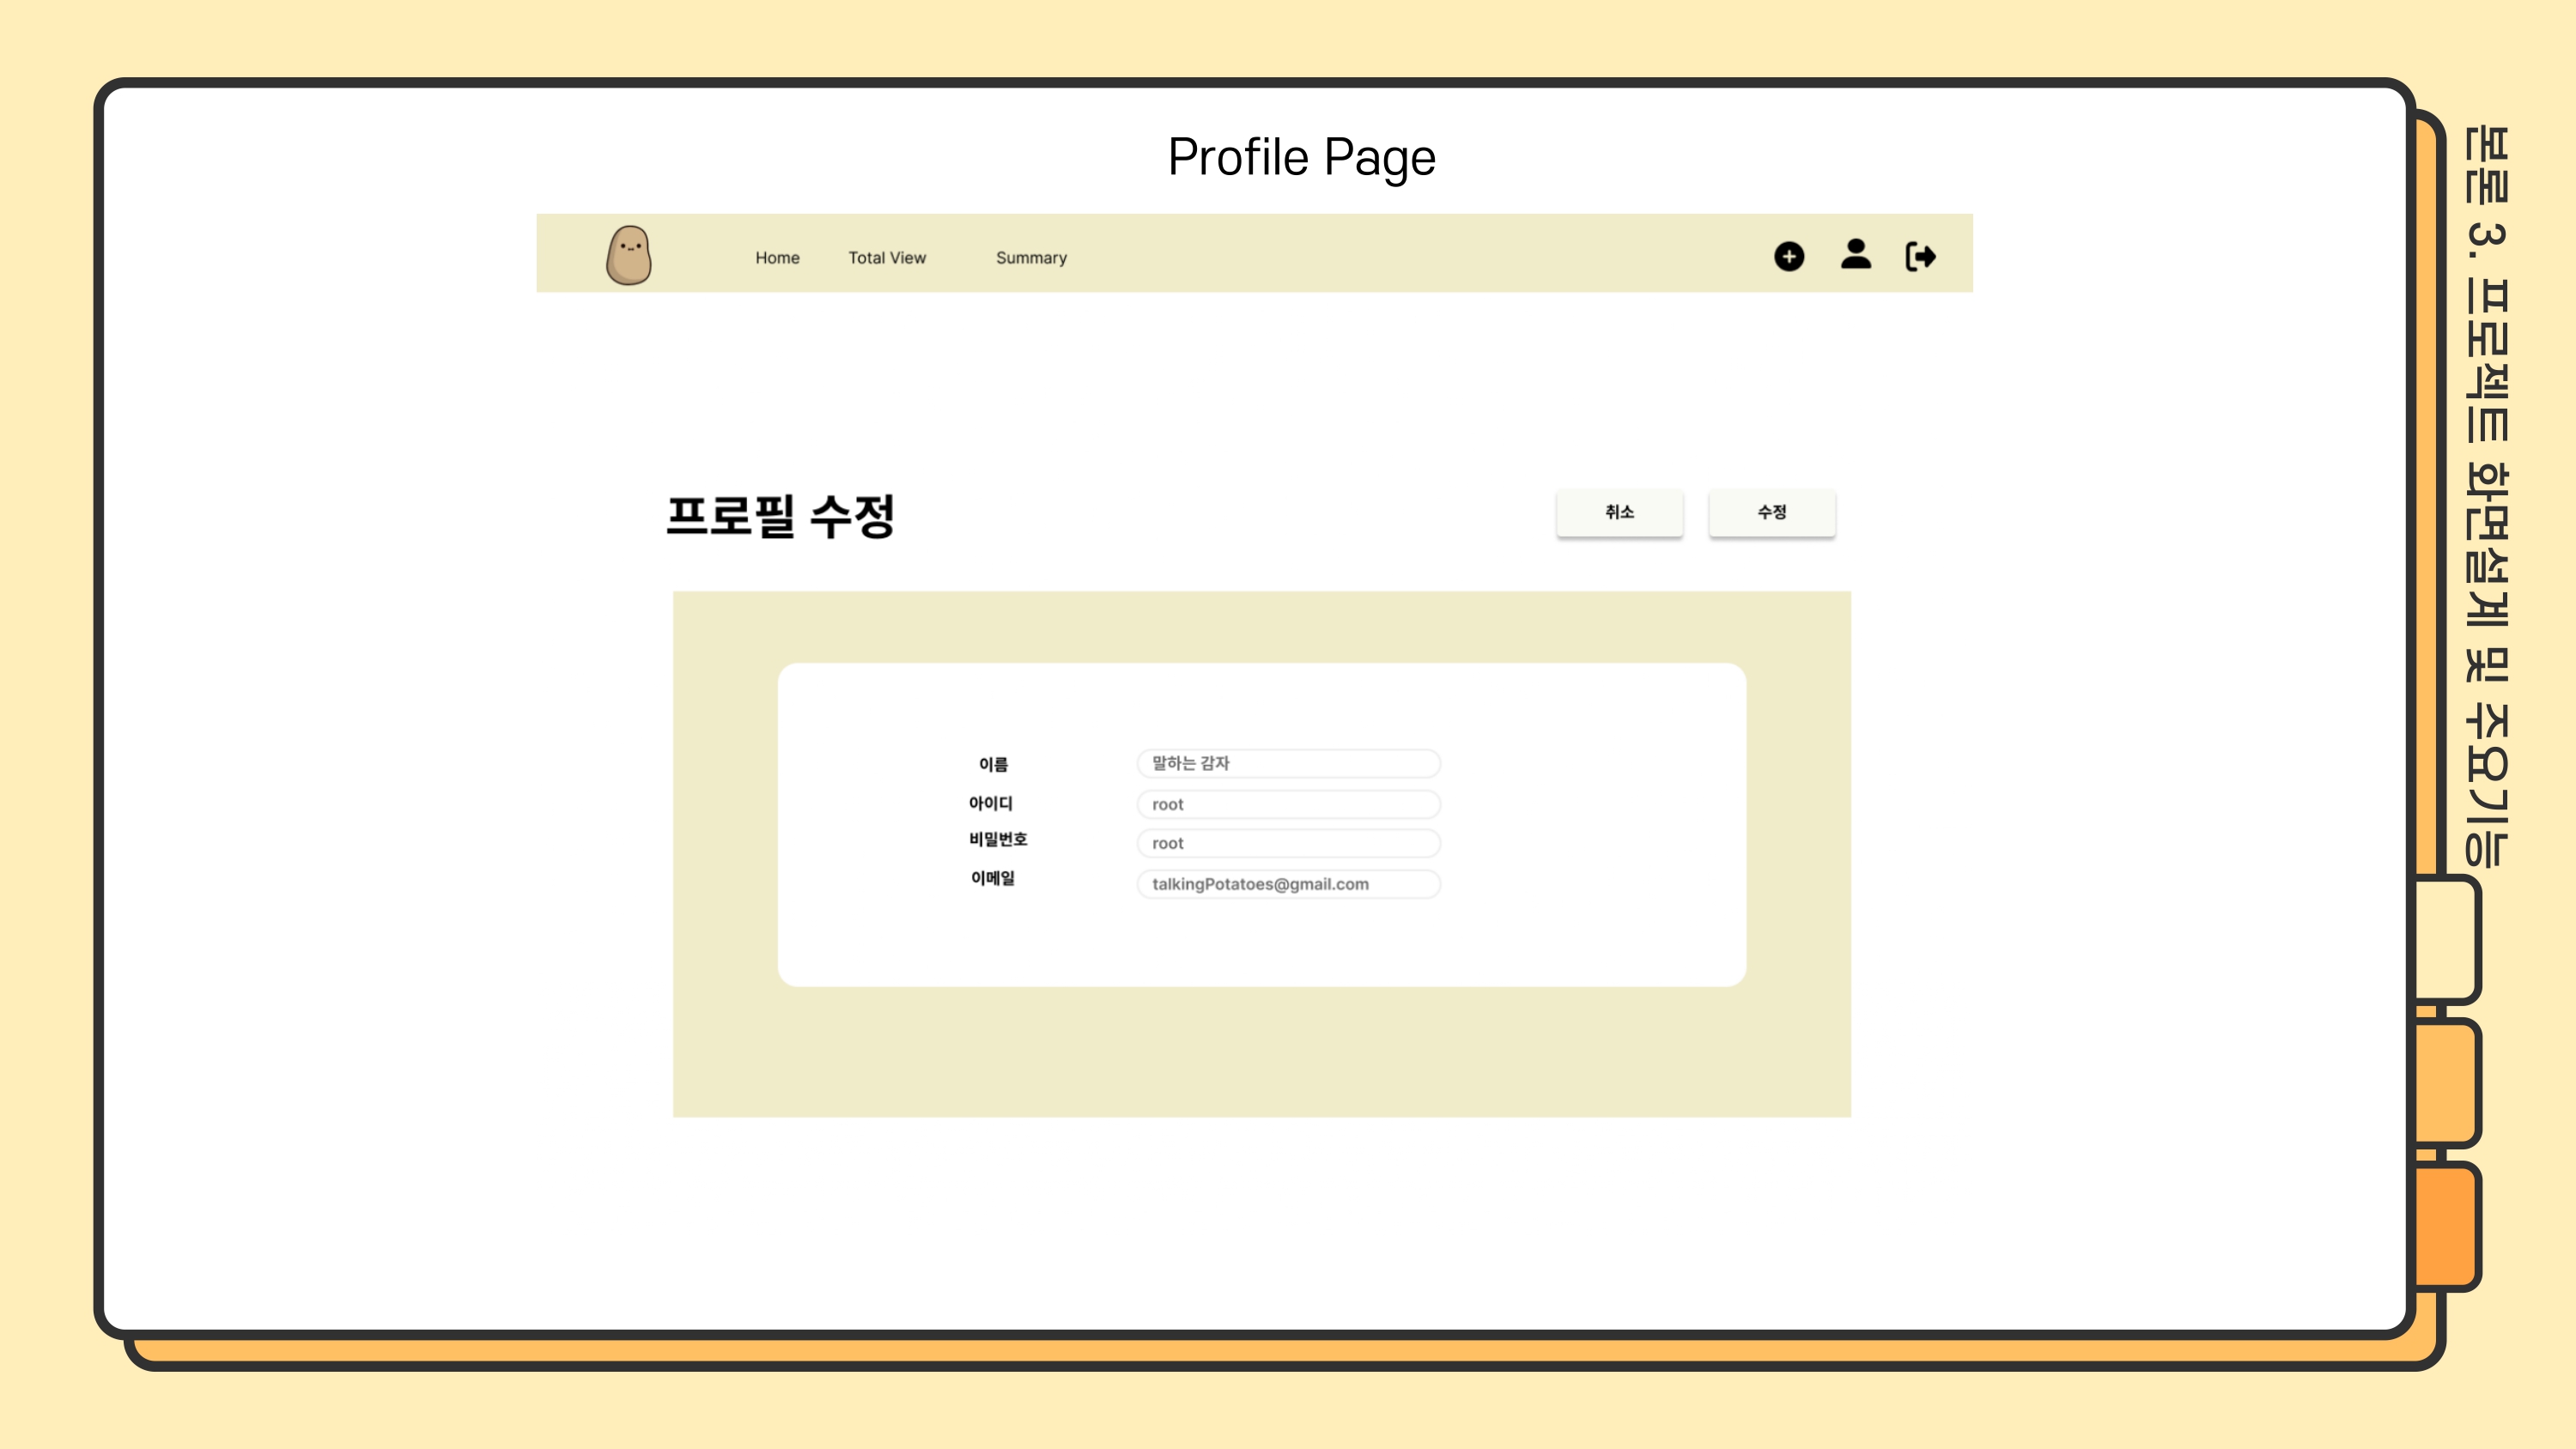 Profile Page
Home Total View Summary
프로필 수정
취소 수정
이름 말하는 감자
아이디 root
비밀번호 root
이메일 talkingPotatoes@gmail.com
본론 3. 프로젝트 화면설계 및 주요기능